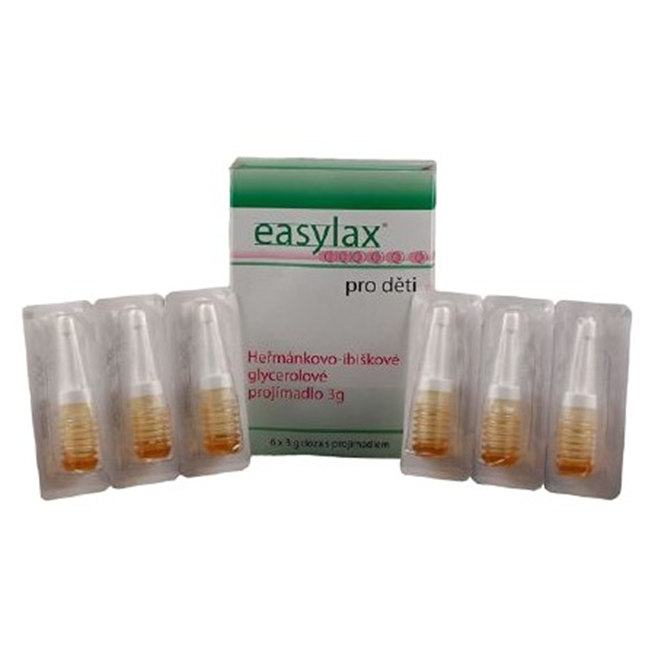 easylax®
pro děti
Heřmánkovo-ibiškové
glycerolové
projímadlo 3g
6 x 3 g dóza s projímadlem